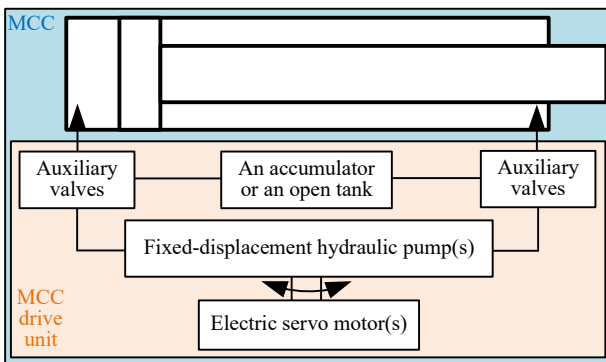 MCC
Auxiliary
valves
An accumulator
or an open tank
Auxiliary
valves
Fixed-displacement hydraulic pump(s)
MCC
drive
unit
Electric servo motor(s)